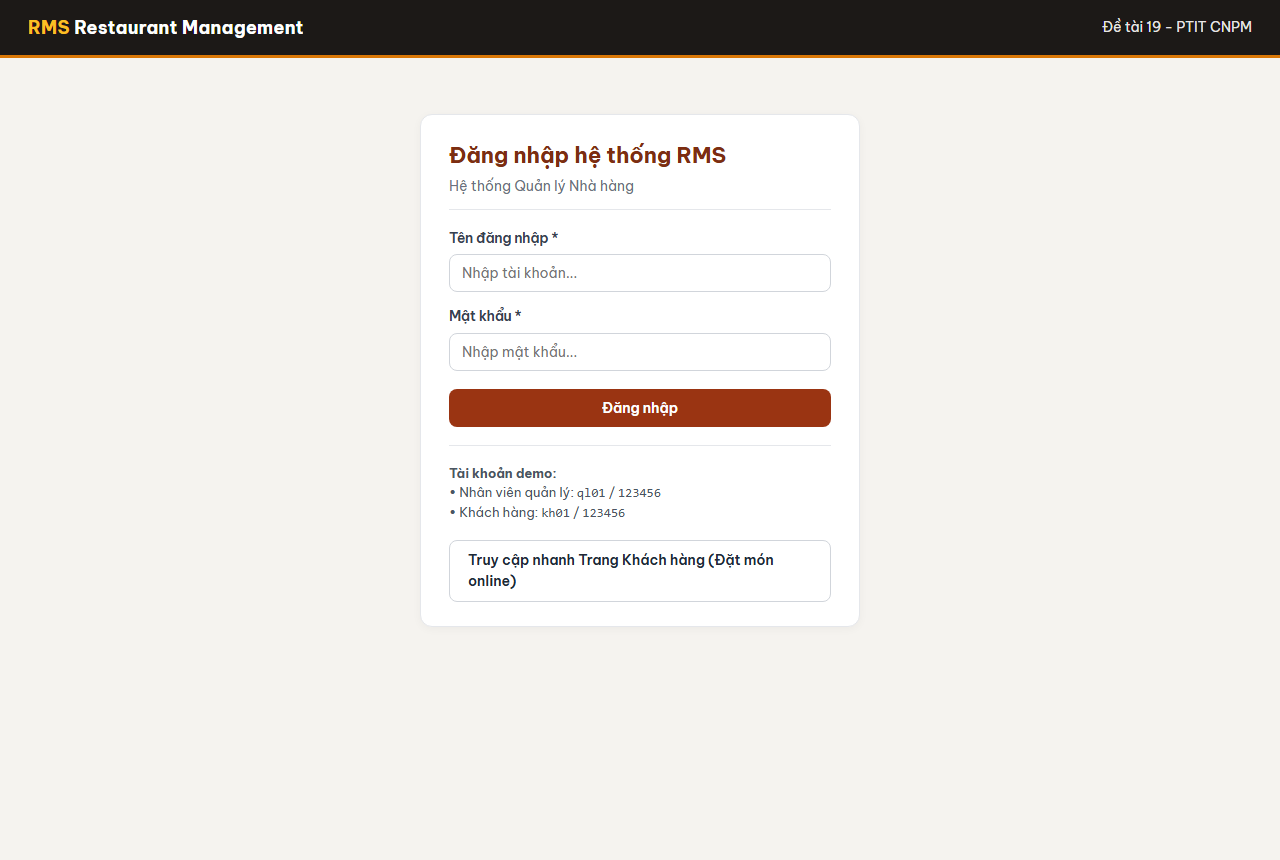 RMS Restaurant Management
Đề tài 19 - PTIT CNPM
Đăng nhập hệ thống RMS
Hệ thống Quản lý Nhà hàng
Tên đăng nhập *
Nhập tài khoản...
Mật khẩu *
Nhập mật khẩu...
Đăng nhập
Tài khoản demo:
• Nhân viên quản lý: ql01 / 123456
• Khách hàng: kh01 / 123456
Truy cập nhanh Trang Khách hàng (Đặt món
online)